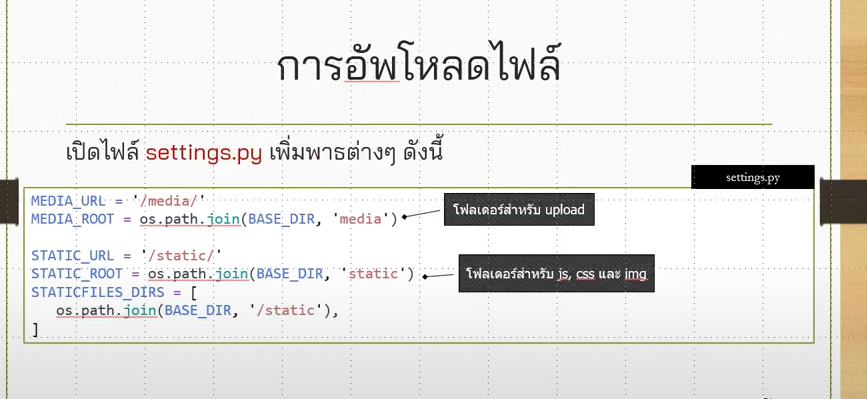 การอัพโหลดไฟล์
เปิดไฟล์ settings.py เพิ่มพาธต่างๆ ดังนี้
settings.py
MEDIA_URL = '/media/'
MEDIA_ROOT = os.path.join(BASE_DIR, 'media')
โฟลเดอร์สำหรับ upload
STATIC_URL = '/static/'
STATIC_ROOT = os.path.join(BASE_DIR, 'static')
โฟลเดอร์สำหรับ js, css และ img
STATICFILES_DIRS = [
os.path.join(BASE_DIR, '/static'),
]